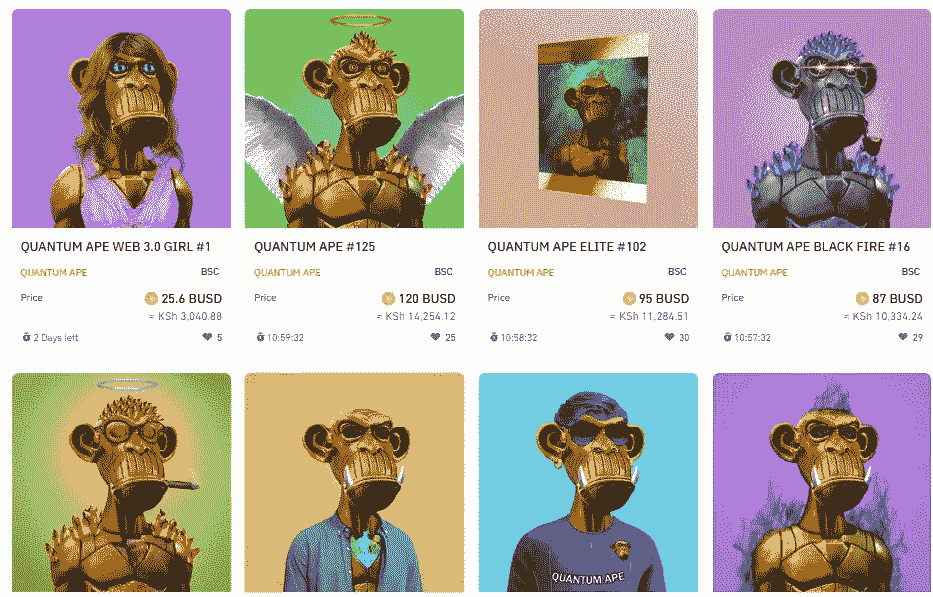 QUANTUM APE WEB 3.0 GIRL #1
QUANTUM APE
BSC
Price
25.6 BUSD
≈ KSh 3,040.88
2 Days left
5
QUANTUM APE #125
QUANTUM APE
BSC
Price
120 BUSD
≈ KSh 14,254.12
10:59:32
25
QUANTUM APE ELITE #102
QUANTUM APE
BSC
Price
95 BUSD
≈ KSh 11,284.51
10:58:32
30
QUANTUM APE BLACK FIRE #16
QUANTUM APE
BSC
Price
87 BUSD
≈ KSh 10,334.24
10:57:32
29
QUANTUM APE